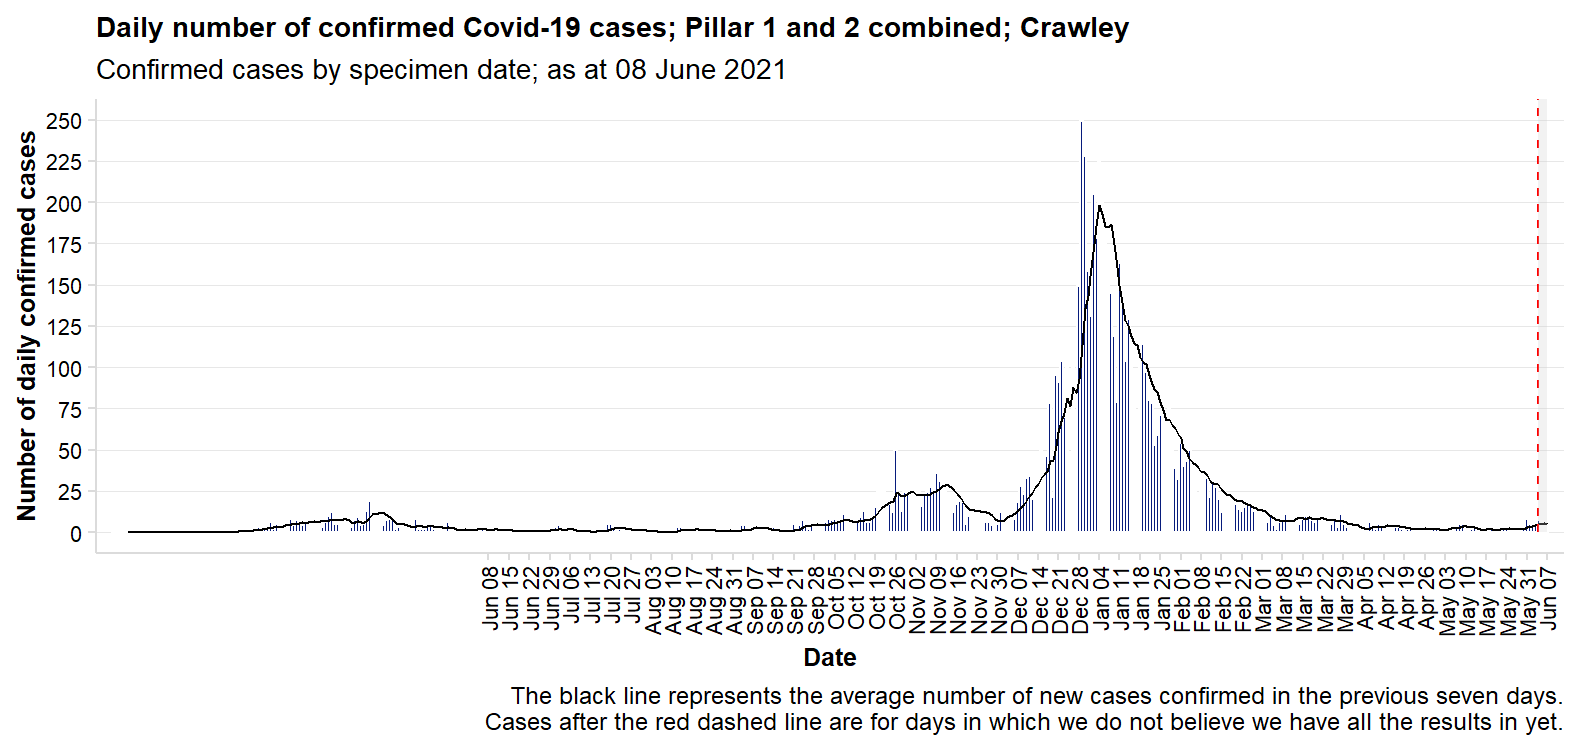 Daily number of confirmed Covid-19 cases; Pillar 1 and 2 combined; Crawley
Confirmed cases by specimen date; as at 08 June 2021
Number of daily confirmed cases
250
225
200
175
150
125
100
75
50
25
0
Jun 08
Jun 15
Jun 22
Jun 29
Jul 06
Jul 13
Jul 20
Jul 27
Aug 03
Aug 10
Aug 17
Aug 24
Aug 31
Sep 07
Sep 14
Sep 21
Sep 28
Oct 05
Oct 12
Oct 19
Oct 26
Nov 02
Nov 09
Nov 16
Nov 23
Nov 30
Dec 07
Dec 14
Dec 21
Dec 28
Jan 04
Jan 11
Jan 18
Jan 25
Feb 01
Feb 08
Feb 15
Feb 22
Mar 01
Mar 08
Mar 15
Mar 22
Mar 29
Apr 05
Apr 12
Apr 19
Apr 26
May 03
May 10
May 17
May 24
May 31
Jun 07
Date
The black line represents the average number of new cases confirmed in the previous seven days.
Cases after the red dashed line are for days in which we do not believe we have all the results in yet.